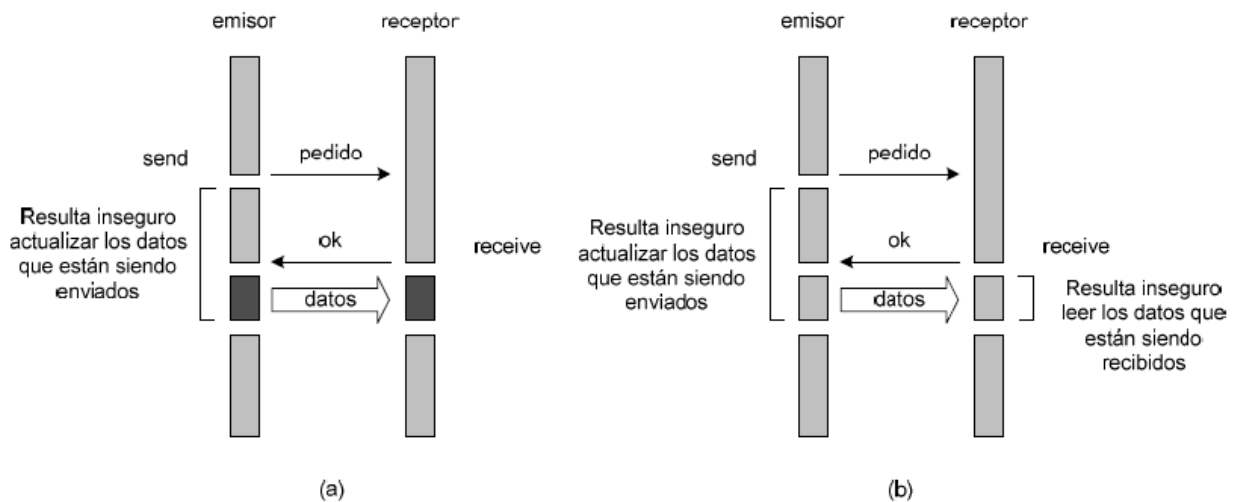 emisor
receptor
send
pedido
Resulta inseguro
actualizar los datos
que están siendo
enviados
ok
receive
datos
(a)
emisor
receptor
send
pedido
Resulta inseguro
actualizar los datos
que están siendo
enviados
ok
receive
datos
Resulta inseguro
leer los datos que
están siendo
recibidos
(b)